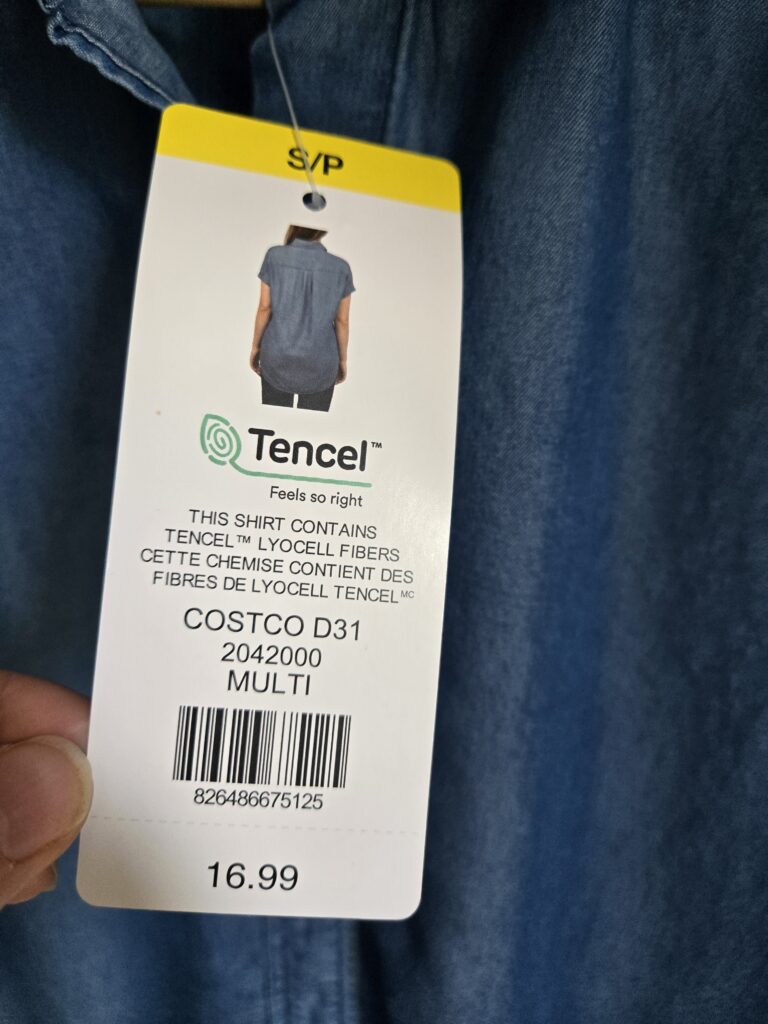 S/P
Tencel™
Feels so right
THIS SHIRT CONTAINS
TENCEL™ LYOCELL FIBERS
CETTE CHEMISE CONTIENT DES
FIBRES DE LYOCELL TENCELᴹᶜ
COSTCO D31
2042000
MULTI
826486675125
16.99